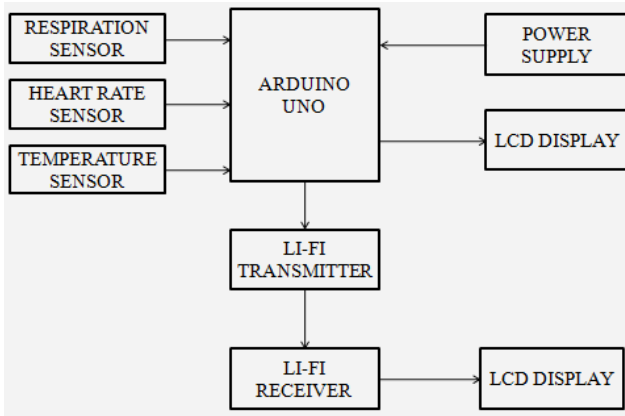 RESPIRATION
SENSOR
HEART RATE
SENSOR
TEMPERATURE
SENSOR
ARDUINO
UNO
POWER
SUPPLY
LCD DISPLAY
LI-FI
TRANSMITTER
LI-FI
RECEIVER
LCD DISPLAY